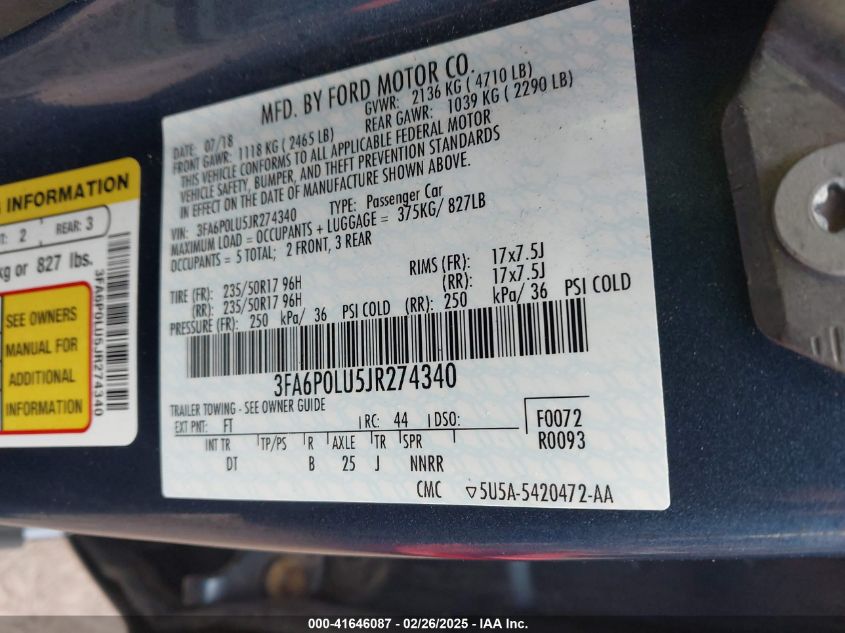 MFD. BY FORD MOTOR CO.
DATE: 07/18 GVWR: 2136 KG ( 4710 LB)
FRONT GAWR: 1118 KG ( 2465 LB) REAR GAWR: 1039 KG ( 2290 LB)
THIS VEHICLE CONFORMS TO ALL APPLICABLE FEDERAL MOTOR
VEHICLE SAFETY, BUMPER, AND THEFT PREVENTION STANDARDS
IN EFFECT ON THE DATE OF MANUFACTURE SHOWN ABOVE.
VIN: 3FA6P0LU5JR274340 TYPE: Passenger Car
MAXIMUM LOAD = OCCUPANTS + LUGGAGE = 375KG/ 827LB
OCCUPANTS = 5 TOTAL; 2 FRONT, 3 REAR
TIRE (FR): 235/50R17 96H RIMS (FR): 17x7.5J
(RR): 235/50R17 96H (RR): 17x7.5J
PRESSURE (FR): 250 kPa/ 36 PSI COLD (RR): 250 kPa/ 36 PSI COLD
3FA6P0LU5JR274340
TRAILER TOWING - SEE OWNER GUIDE
EXT PNT: FT RC: 44 DSO: F0072
INT TR TP/PS R AXLE TR SPR R0093
DT B 25 J NNRR
CMC ▽5U5A-5420472-AA
INFORMATION
2 REAR: 3
kg or 827 lbs.
SEE OWNERS
MANUAL FOR
ADDITIONAL
INFORMATION
3FA6P0LU5JR274340
000-41646087 - 02/26/2025 - IAA Inc.